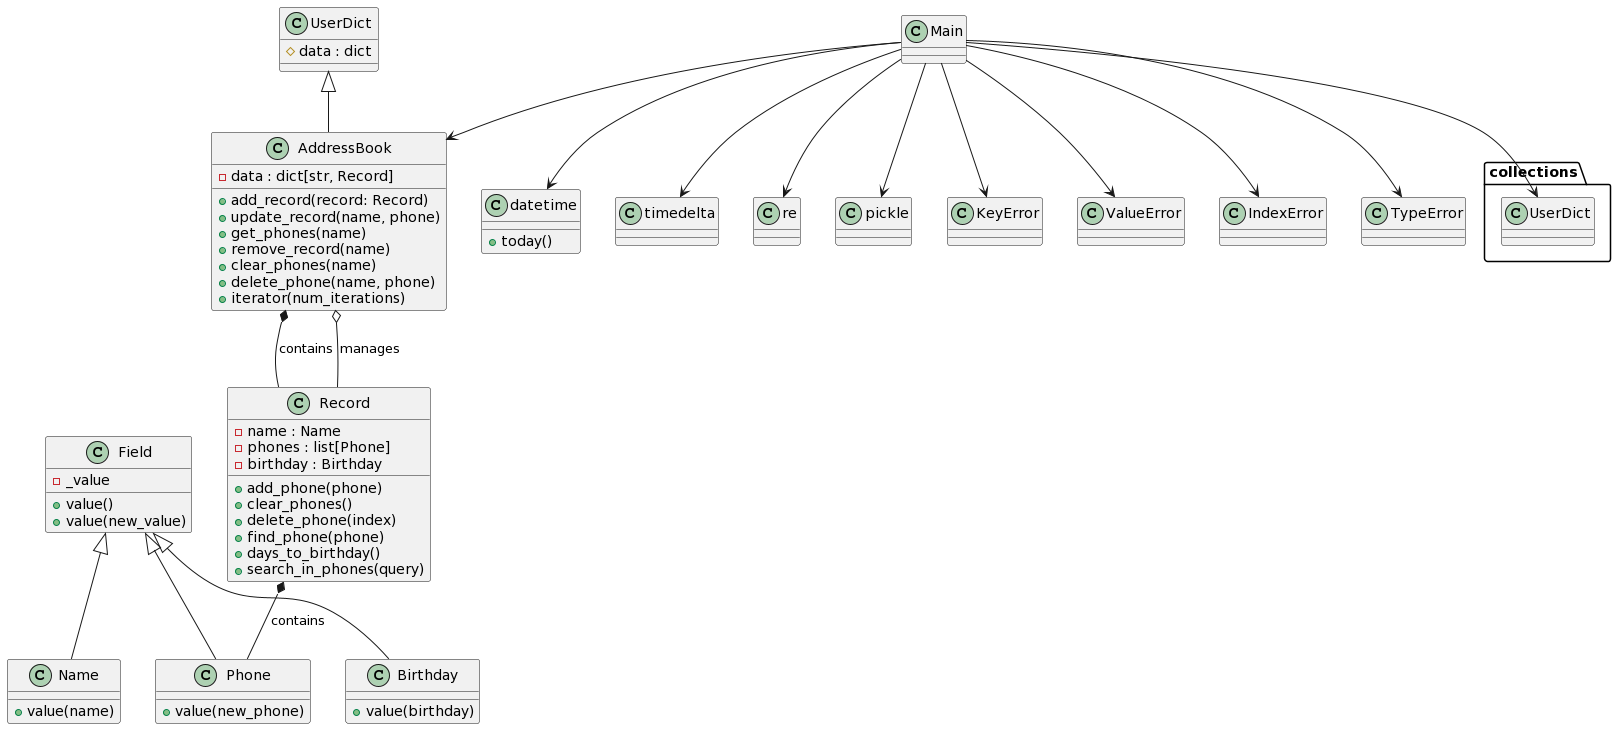 C UserDict
data : dict
C Main
C AddressBook
data : dict[str, Record]
add_record(record: Record)
update_record(name, phone)
get_phones(name)
remove_record(name)
clear_phones(name)
delete_phone(name, phone)
iterator(num_iterations)
C datetime
today()
C timedelta
C re
C pickle
C KeyError
C ValueError
C IndexError
C TypeError
collections
C UserDict
contains
manages
C Record
name : Name
phones : list[Phone]
birthday : Birthday
add_phone(phone)
clear_phones()
delete_phone(index)
find_phone(phone)
days_to_birthday()
search_in_phones(query)
C Field
_value
value()
value(new_value)
contains
C Name
value(name)
C Phone
value(new_phone)
C Birthday
value(birthday)